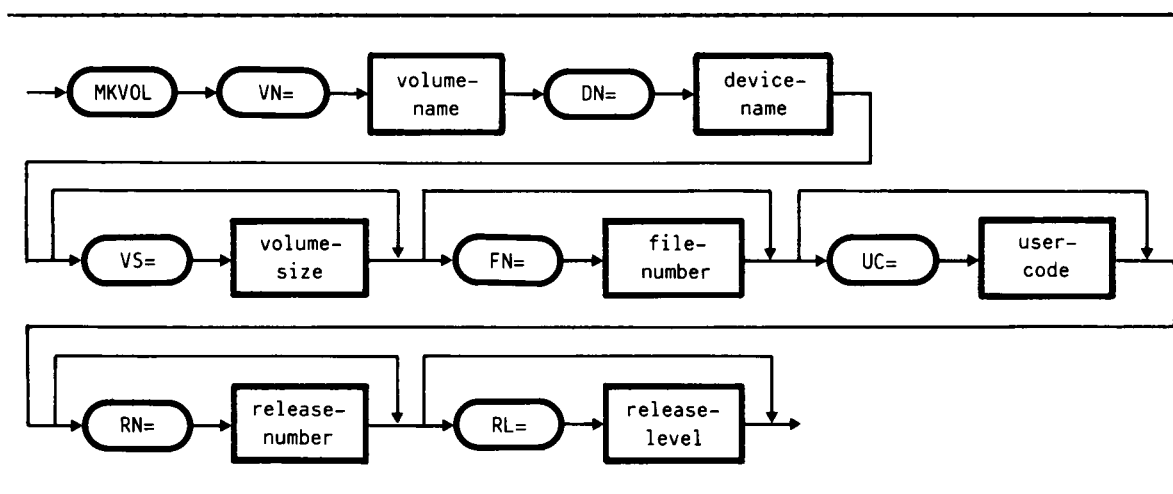 MKVOL VN= volume-
name DN= device-
name
VS= volume-
size FN= file-
number UC= user-
code
RN= release-
number RL= release-
level